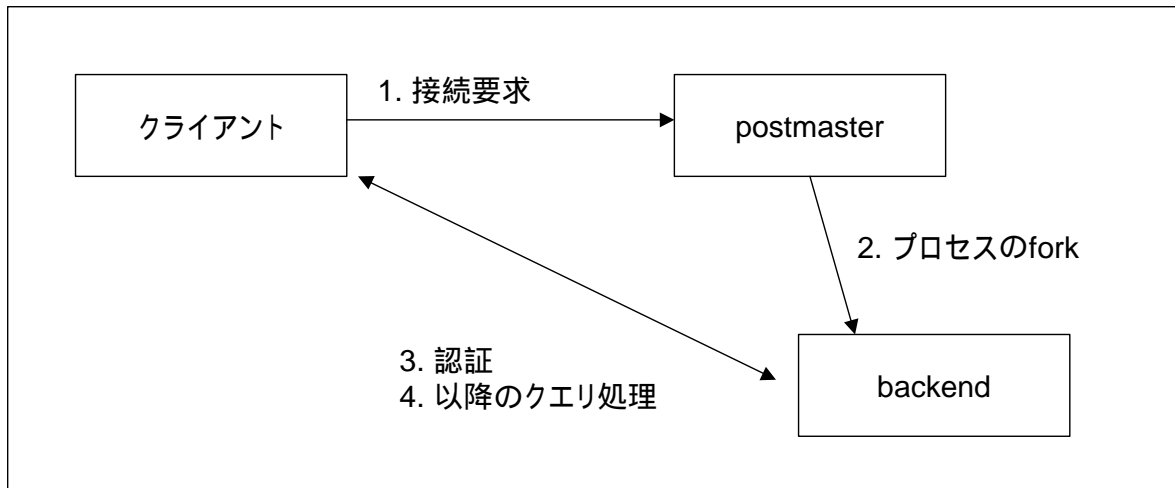 1. 接続要求
クライアント
postmaster
2. プロセスのfork
3. 認証
4. 以降のクエリ処理
backend